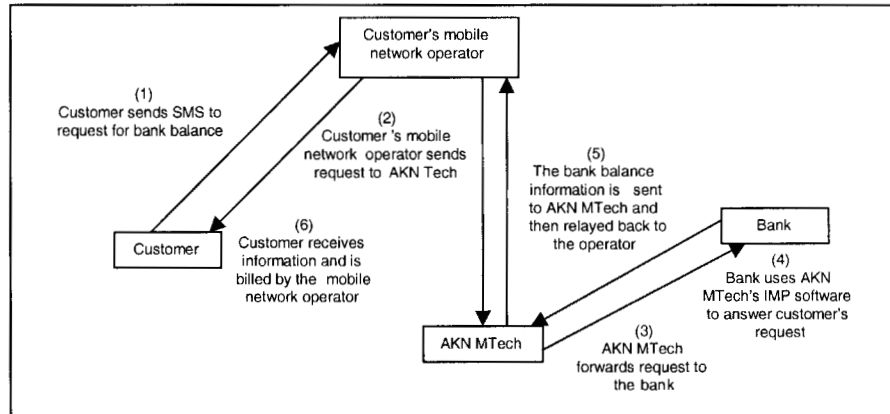 Customer's mobile
network operator
(1)
Customer sends SMS to
request for bank balance
(2)
Customer 's mobile
network operator sends
request to AKN Tech
(5)
The bank balance
information is sent
to AKN MTech and
then relayed back to
the operator
Customer
(6)
Customer receives
information and is
billed by the mobile
network operator
Bank
(4)
Bank uses AKN
MTech's IMP software
to answer customer's
request
AKN MTech
(3)
AKN MTech
forwards request to
the bank